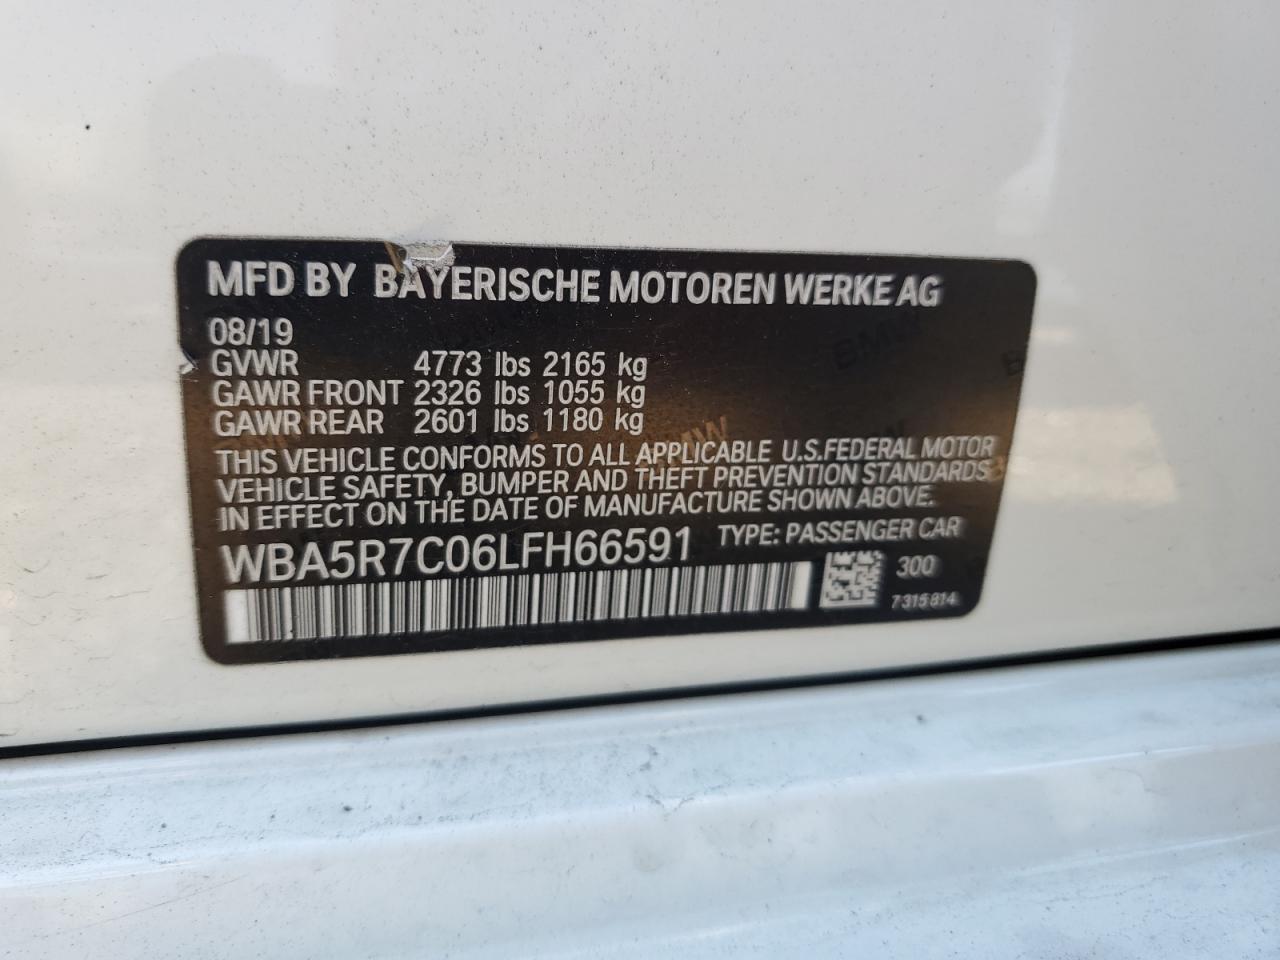 MFD BY BAYERISCHE MOTOREN WERKE AG
08/19
GVWR 4773 lbs 2165 kg
GAWR FRONT 2326 lbs 1055 kg
GAWR REAR 2601 lbs 1180 kg
THIS VEHICLE CONFORMS TO ALL APPLICABLE U.S.FEDERAL MOTOR
VEHICLE SAFETY, BUMPER AND THEFT PREVENTION STANDARDS
IN EFFECT ON THE DATE OF MANUFACTURE SHOWN ABOVE.
WBA5R7C06LFH66591 TYPE: PASSENGER CAR
300
7315814
BMW
BMW